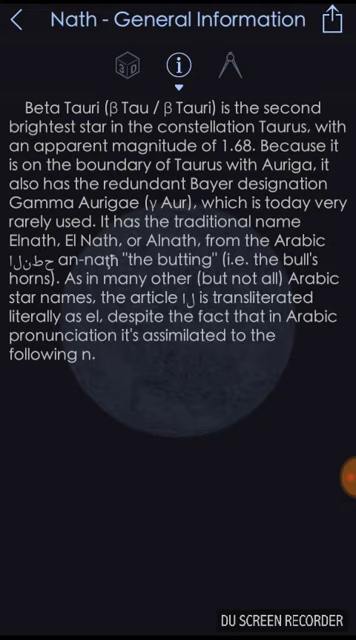 Nath - General Information
3D
Beta Tauri (β Tau / β Tauri) is the second
brightest star in the constellation Taurus, with
an apparent magnitude of 1.68. Because it
is on the boundary of Taurus with Auriga, it
also has the redundant Bayer designation
Gamma Aurigae (γ Aur), which is today very
rarely used. It has the traditional name
Elnath, El Nath, or Alnath, from the Arabic
النطح an-naţħ "the butting" (i.e. the bull's
horns). As in many other (but not all) Arabic
star names, the article ال is transliterated
literally as el, despite the fact that in Arabic
pronunciation it's assimilated to the
following n.
DU SCREEN RECORDER